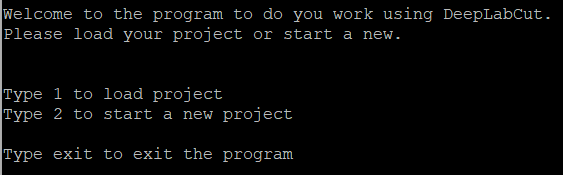 Welcome to the program to do you work using DeepLabCut.
Please load your project or start a new.
Type 1 to load project
Type 2 to start a new project
Type exit to exit the program